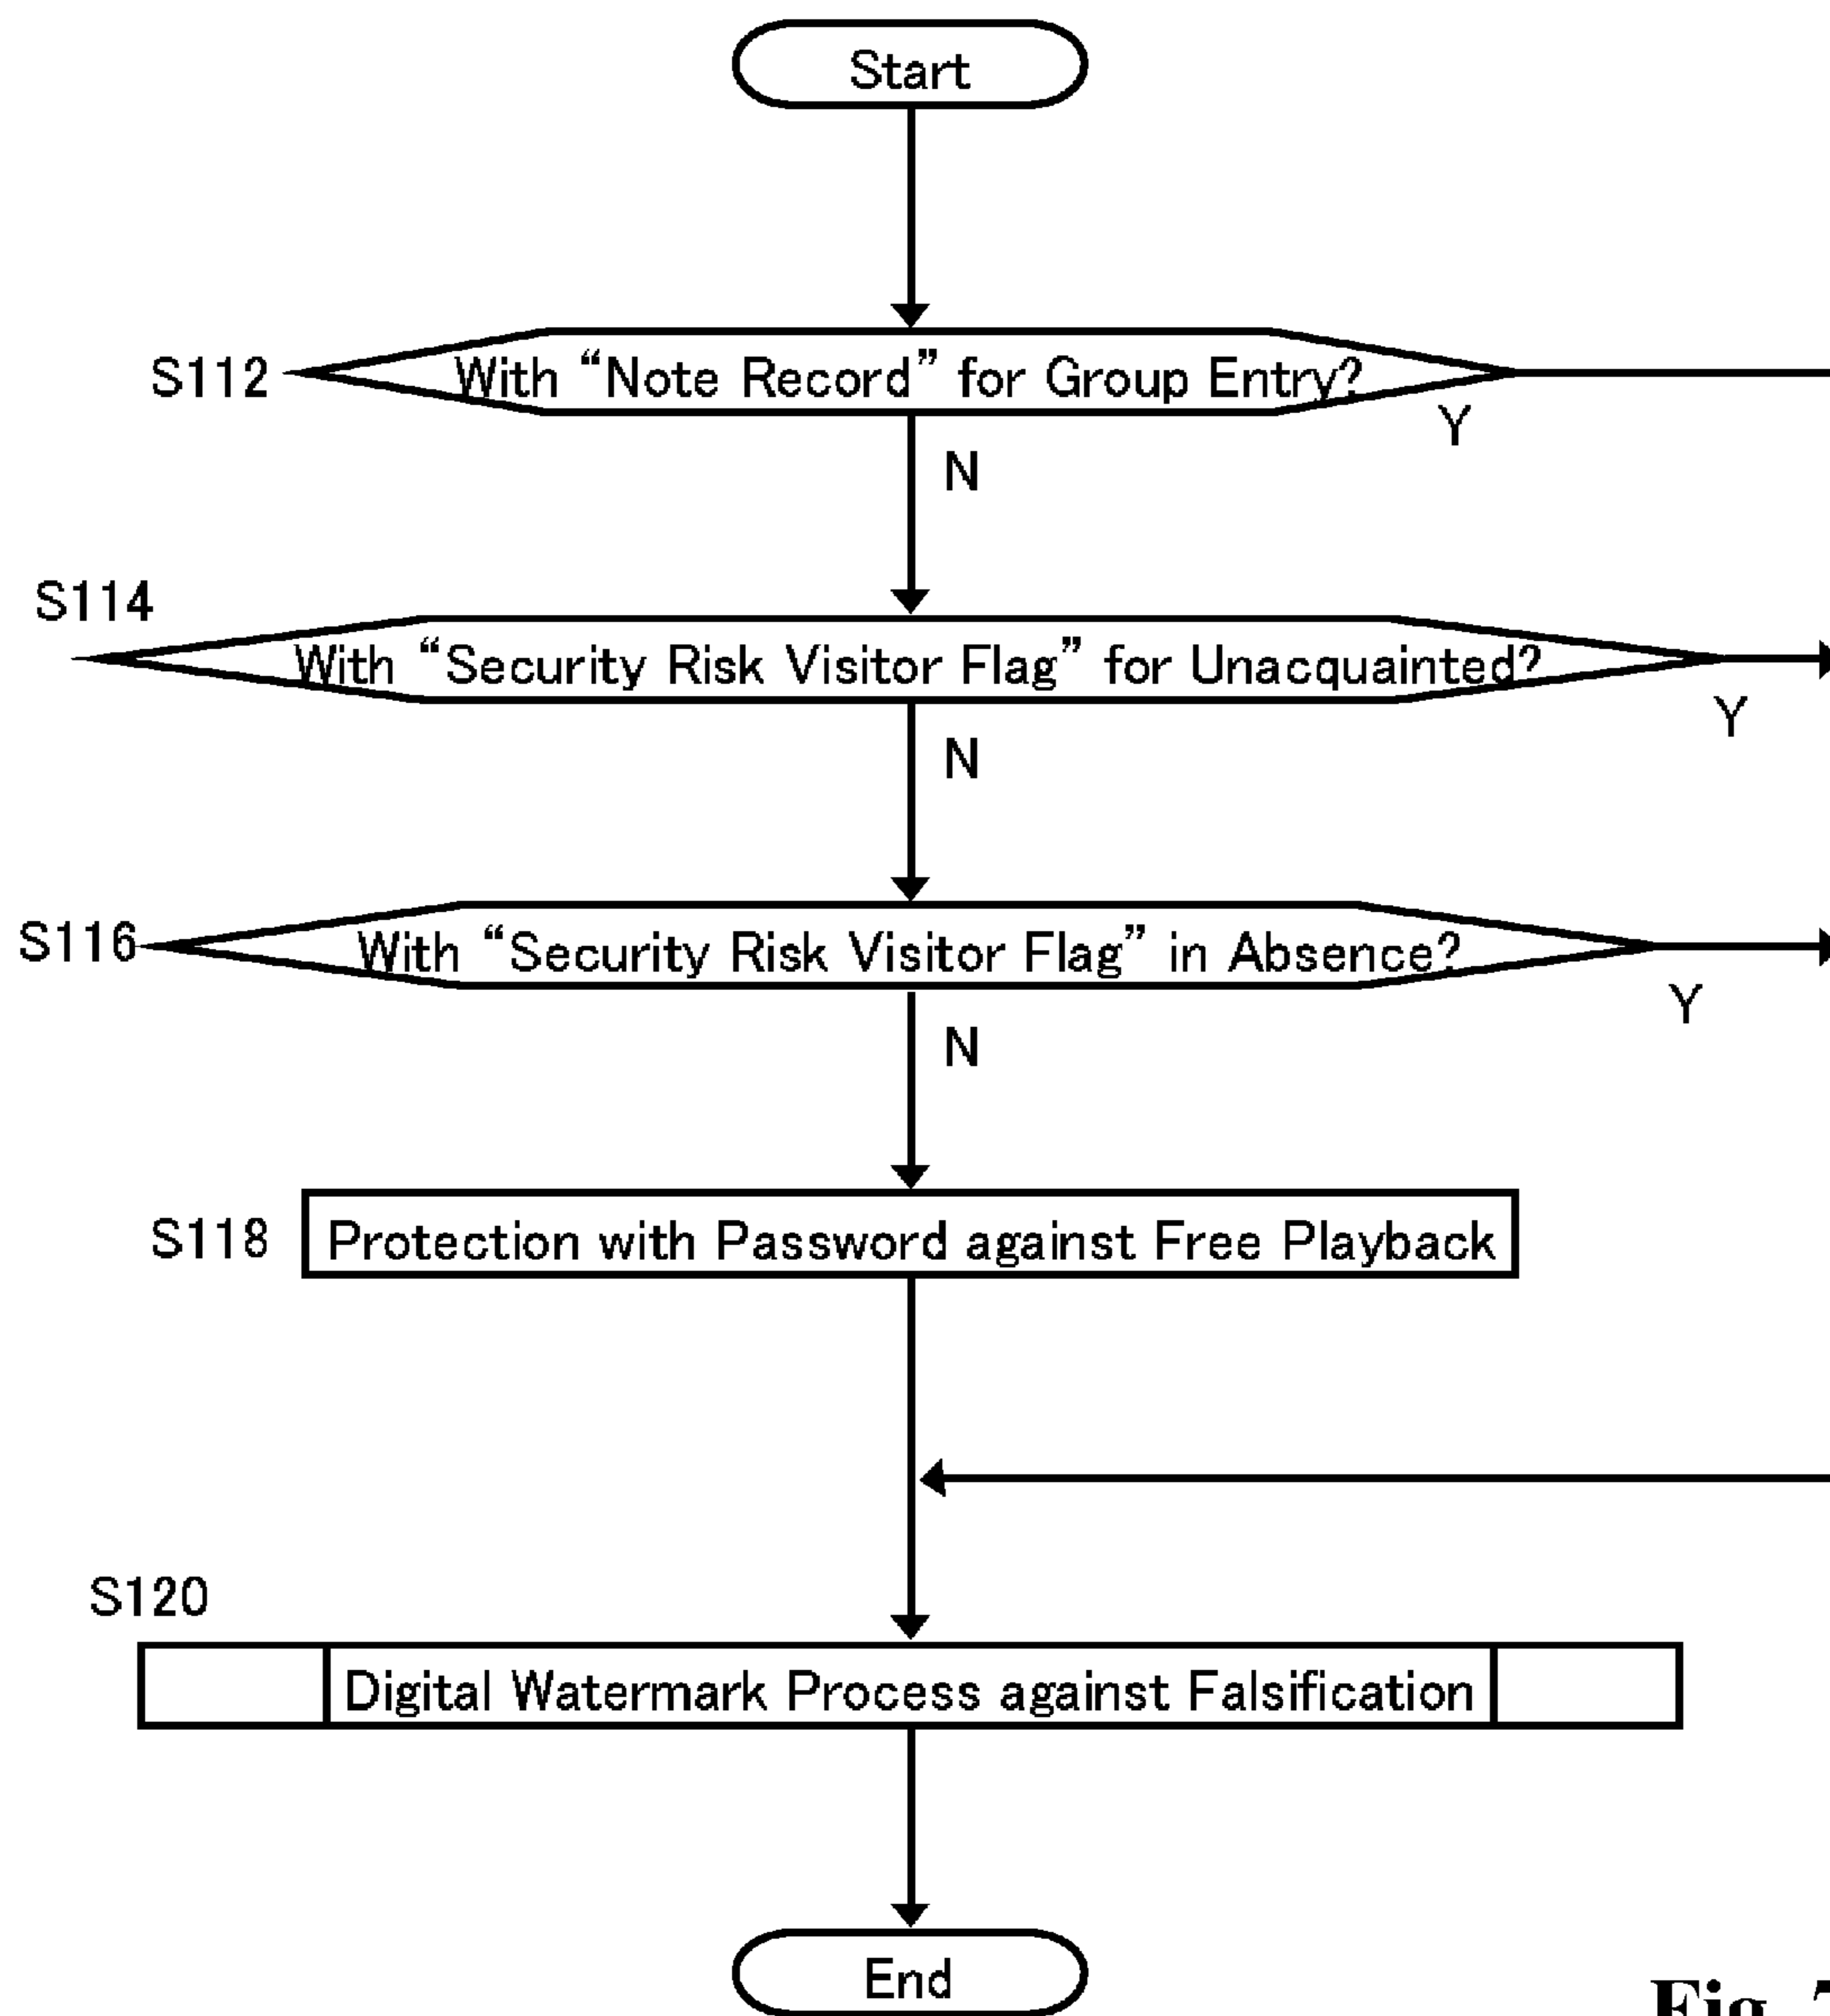 Start
S112
With “Note Record” for Group Entry?
Y
N
S114
With “Security Risk Visitor Flag” for Unacquainted?
Y
N
S116
With “Security Risk Visitor Flag” in Absence?
Y
N
S118
Protection with Password against Free Playback
S120
Digital Watermark Process against Falsification
End
Fig.